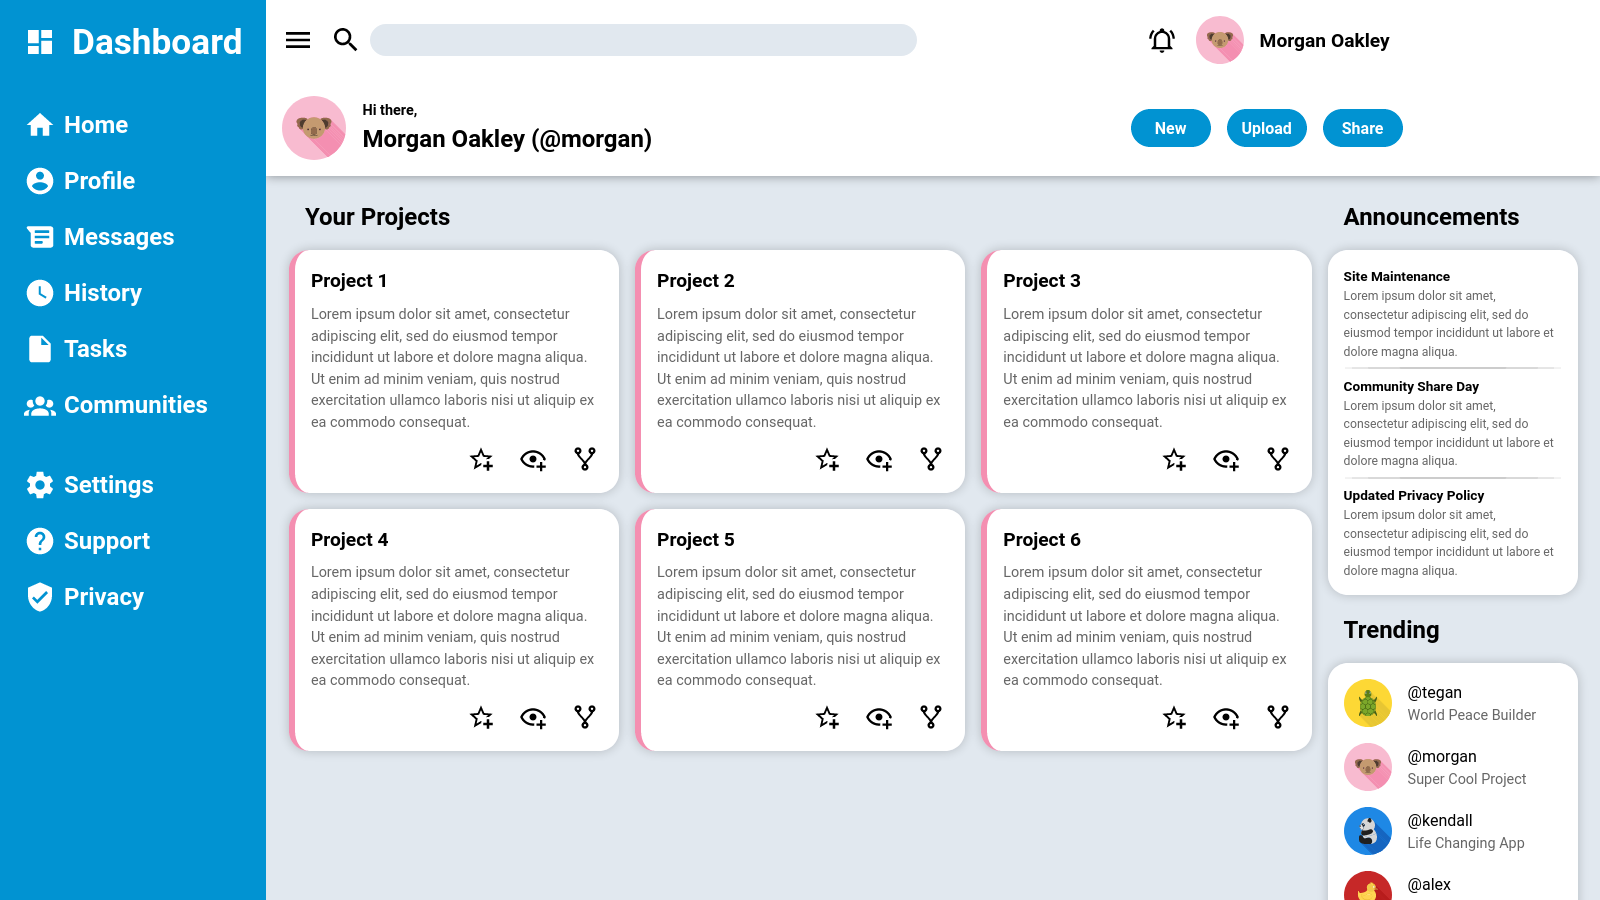 Dashboard
Home
Profile
Messages
History
Tasks
Communities
Settings
Support
Privacy
Morgan Oakley
Hi there,
Morgan Oakley (@morgan)
New
Upload
Share
Your Projects
Project 1
Lorem ipsum dolor sit amet, consectetur
adipiscing elit, sed do eiusmod tempor
incididunt ut labore et dolore magna aliqua.
Ut enim ad minim veniam, quis nostrud
exercitation ullamco laboris nisi ut aliquip ex
ea commodo consequat.
Project 2
Lorem ipsum dolor sit amet, consectetur
adipiscing elit, sed do eiusmod tempor
incididunt ut labore et dolore magna aliqua.
Ut enim ad minim veniam, quis nostrud
exercitation ullamco laboris nisi ut aliquip ex
ea commodo consequat.
Project 3
Lorem ipsum dolor sit amet, consectetur
adipiscing elit, sed do eiusmod tempor
incididunt ut labore et dolore magna aliqua.
Ut enim ad minim veniam, quis nostrud
exercitation ullamco laboris nisi ut aliquip ex
ea commodo consequat.
Project 4
Lorem ipsum dolor sit amet, consectetur
adipiscing elit, sed do eiusmod tempor
incididunt ut labore et dolore magna aliqua.
Ut enim ad minim veniam, quis nostrud
exercitation ullamco laboris nisi ut aliquip ex
ea commodo consequat.
Project 5
Lorem ipsum dolor sit amet, consectetur
adipiscing elit, sed do eiusmod tempor
incididunt ut labore et dolore magna aliqua.
Ut enim ad minim veniam, quis nostrud
exercitation ullamco laboris nisi ut aliquip ex
ea commodo consequat.
Project 6
Lorem ipsum dolor sit amet, consectetur
adipiscing elit, sed do eiusmod tempor
incididunt ut labore et dolore magna aliqua.
Ut enim ad minim veniam, quis nostrud
exercitation ullamco laboris nisi ut aliquip ex
ea commodo consequat.
Announcements
Site Maintenance
Lorem ipsum dolor sit amet,
consectetur adipiscing elit, sed do
eiusmod tempor incididunt ut labore et
dolore magna aliqua.
Community Share Day
Lorem ipsum dolor sit amet,
consectetur adipiscing elit, sed do
eiusmod tempor incididunt ut labore et
dolore magna aliqua.
Updated Privacy Policy
Lorem ipsum dolor sit amet,
consectetur adipiscing elit, sed do
eiusmod tempor incididunt ut labore et
dolore magna aliqua.
Trending
@tegan
World Peace Builder
@morgan
Super Cool Project
@kendall
Life Changing App
@alex